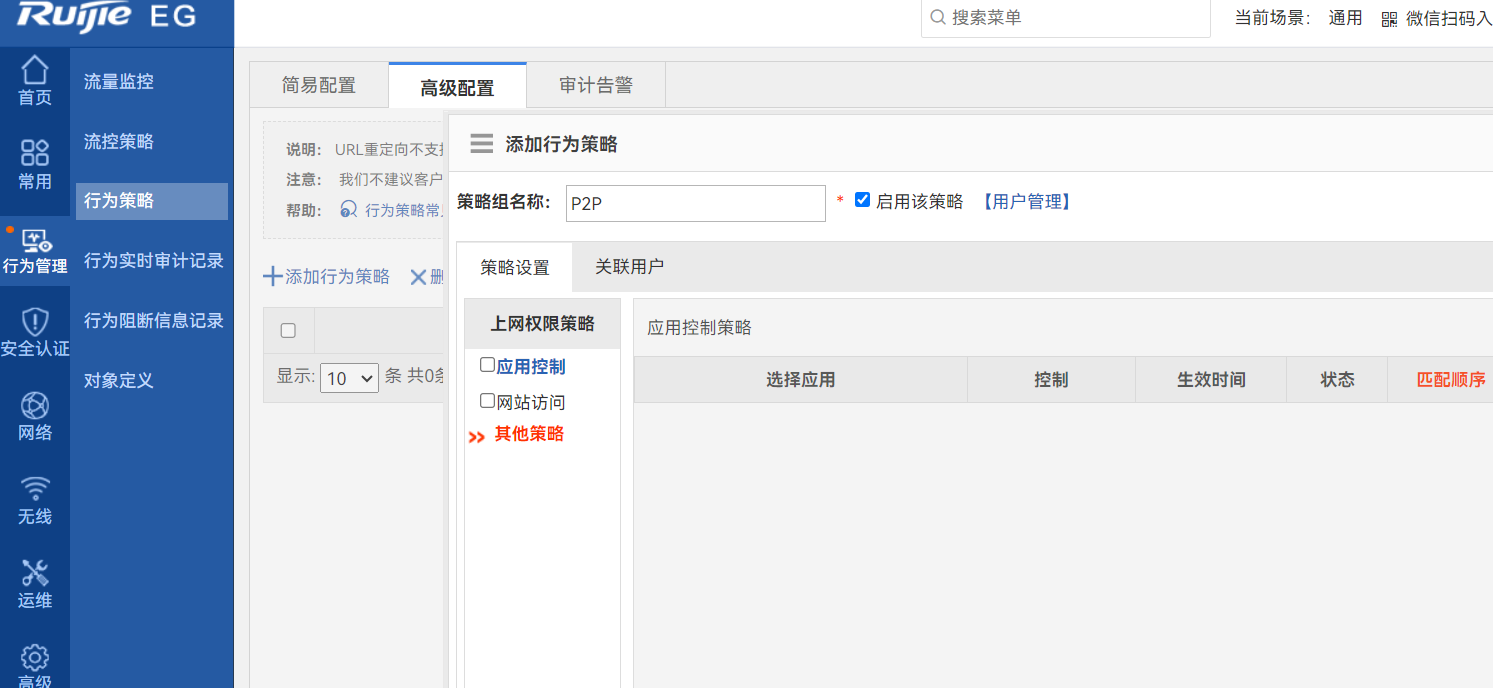 Ruijie EG
搜索菜单
当前场景： 通用 微信扫码入
首页
常用
行为管理
安全认证
网络
无线
运维
高级
流量监控
流控策略
行为策略
行为实时审计记录
行为阻断信息记录
对象定义
简易配置 高级配置 审计告警
说明： URL重定向不支持
注意： 我们不建议客户
帮助： 行为策略常
添加行为策略
显示: 10 条 共0条
添加行为策略
策略组名称： P2P * 启用该策略 【用户管理】
策略设置 关联用户
上网权限策略
应用控制
网站访问
其他策略
应用控制策略
选择应用 控制 生效时间 状态 匹配顺序